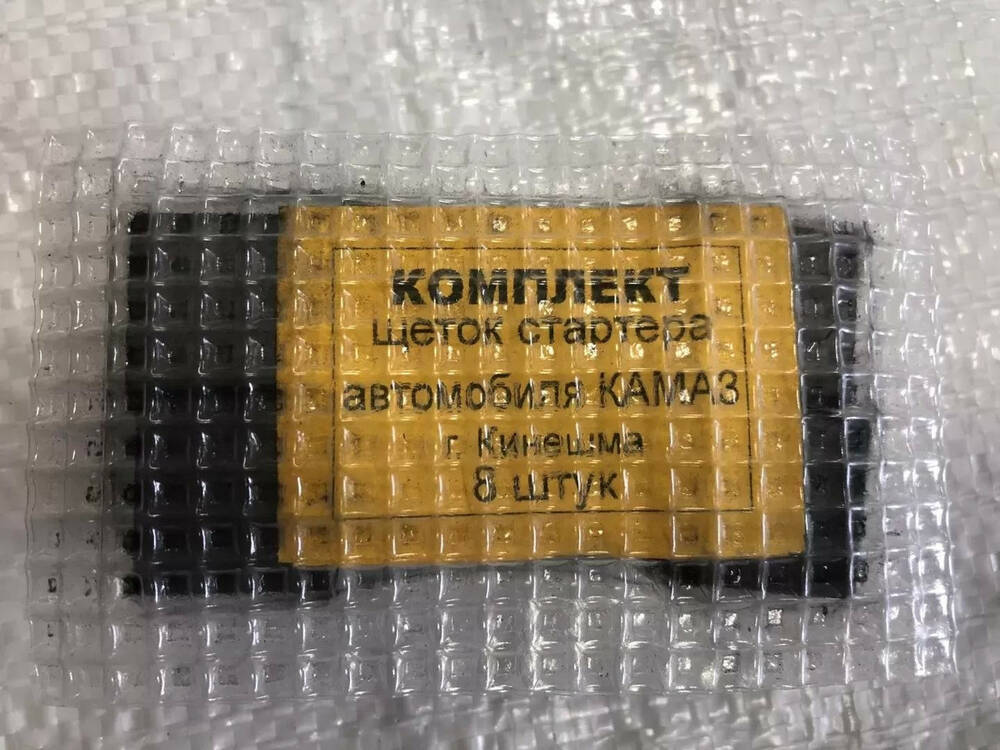 КОМПЛЕКТ
щеток стартера
автомобиля КАМАЗ
г. Кинешма
8 штук